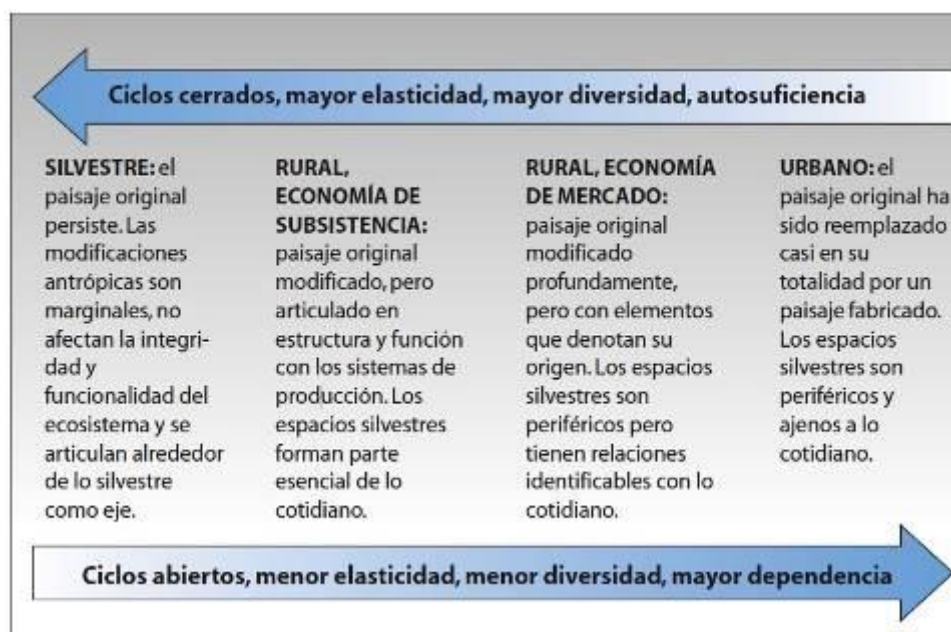 Ciclos cerrados, mayor elasticidad, mayor diversidad, autosuficiencia
SILVESTRE: el
paisaje original
persiste. Las
modificaciones
antrópicas son
marginales, no
afectan la integri-
dad y
funcionalidad del
ecosistema y se
articulan alrededor
de lo silvestre
como eje.
RURAL,
ECONOMÍA DE
SUBSISTENCIA:
paisaje original
modificado, pero
articulado en
estructura y función
con los sistemas de
producción. Los
espacios silvestres
forman parte
esencial de lo
cotidiano.
RURAL, ECONOMÍA
DE MERCADO:
paisaje original
modificado
profundamente,
pero con elementos
que denotan su
origen. Los espacios
silvestres son
periféricos pero
tienen relaciones
identificables con lo
cotidiano.
URBANO: el
paisaje original ha
sido reemplazado
casi en su
totalidad por un
paisaje fabricado.
Los espacios
silvestres son
periféricos y
ajenos a lo
cotidiano.
Ciclos abiertos, menor elasticidad, menor diversidad, mayor dependencia